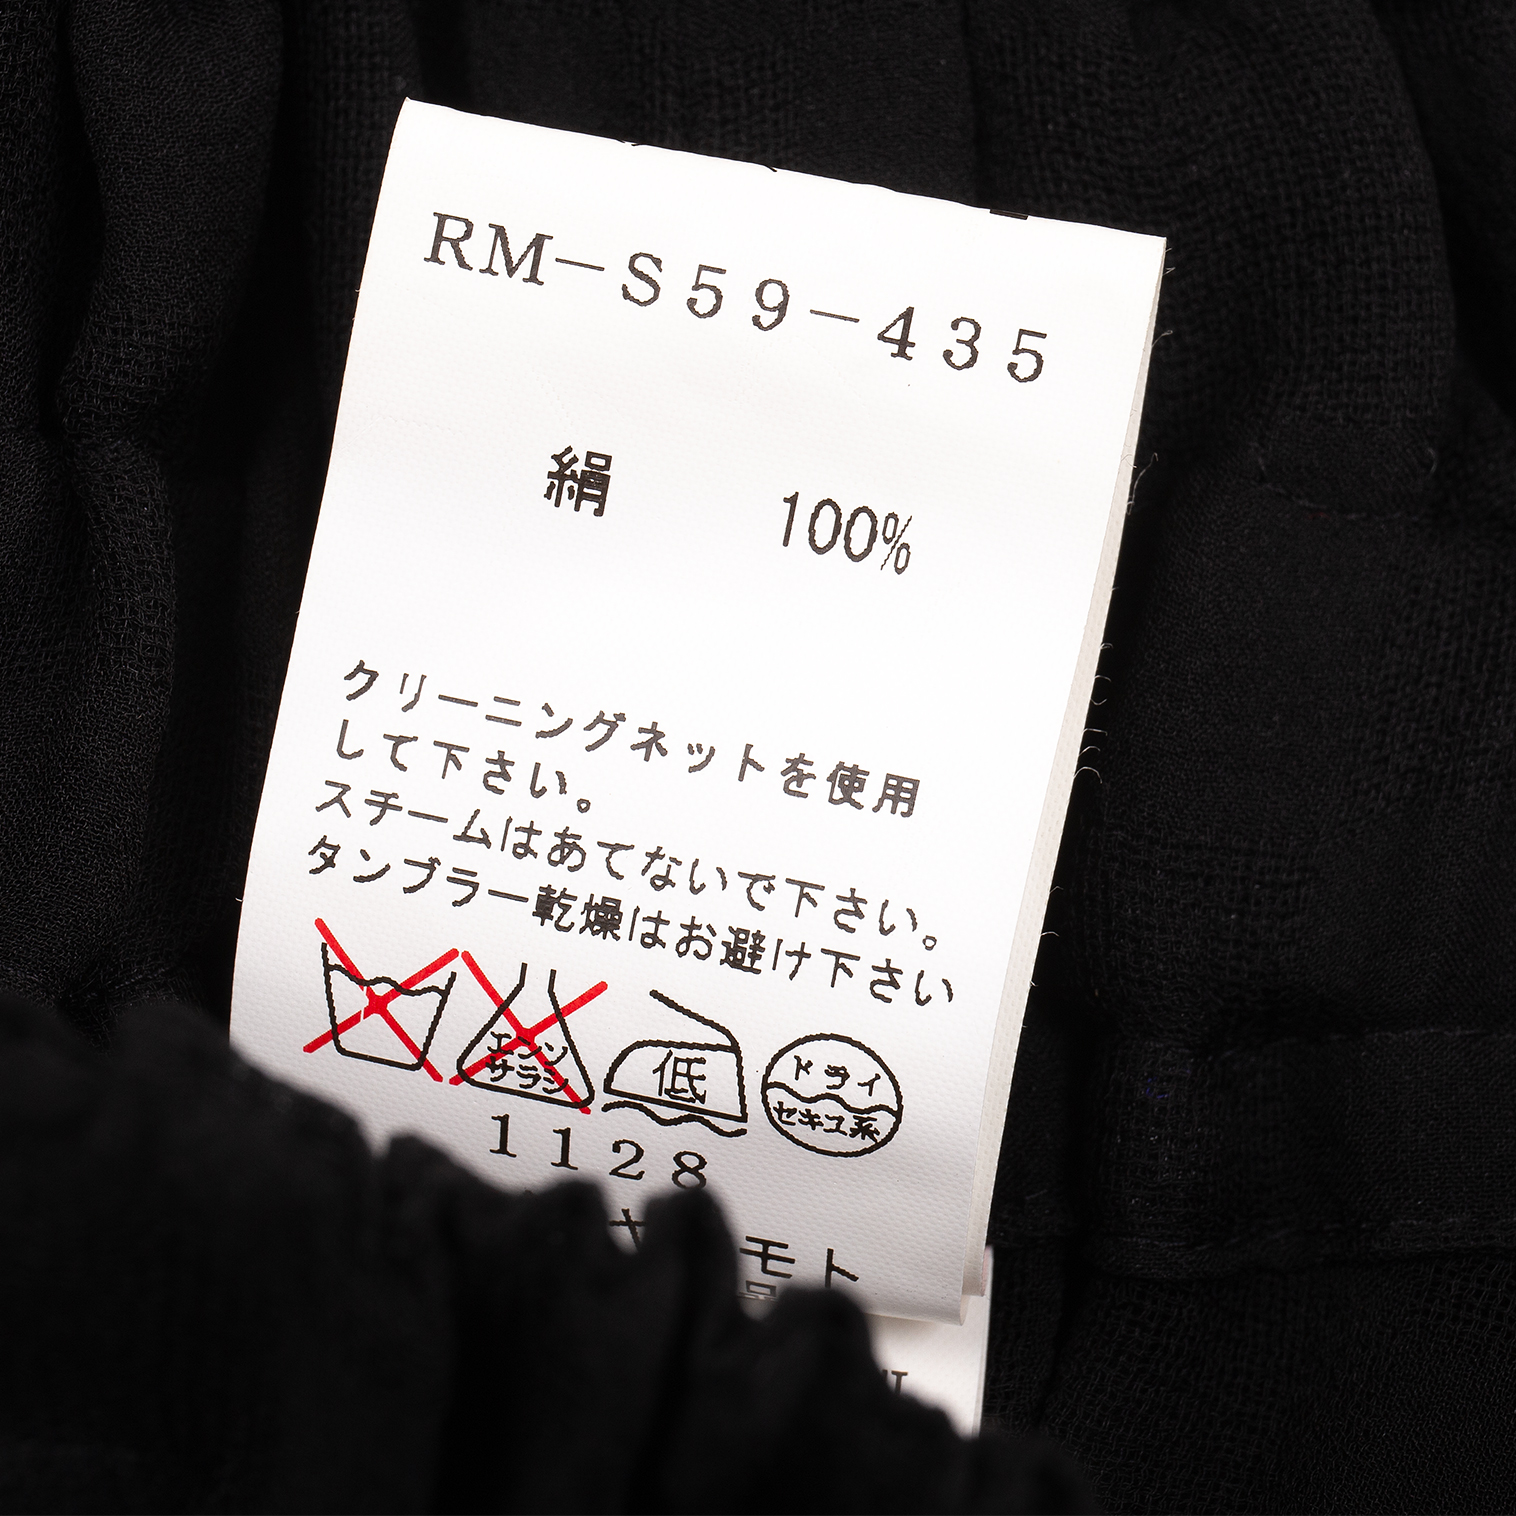 RM-S59-435
絹 100%
クリーニングネットを使用
して下さい。
スチームはあてないで下さい。
タンブラー乾燥はお避け下さい
エンソ
サラシ
低
ドライ
セキユ系
1128
モト